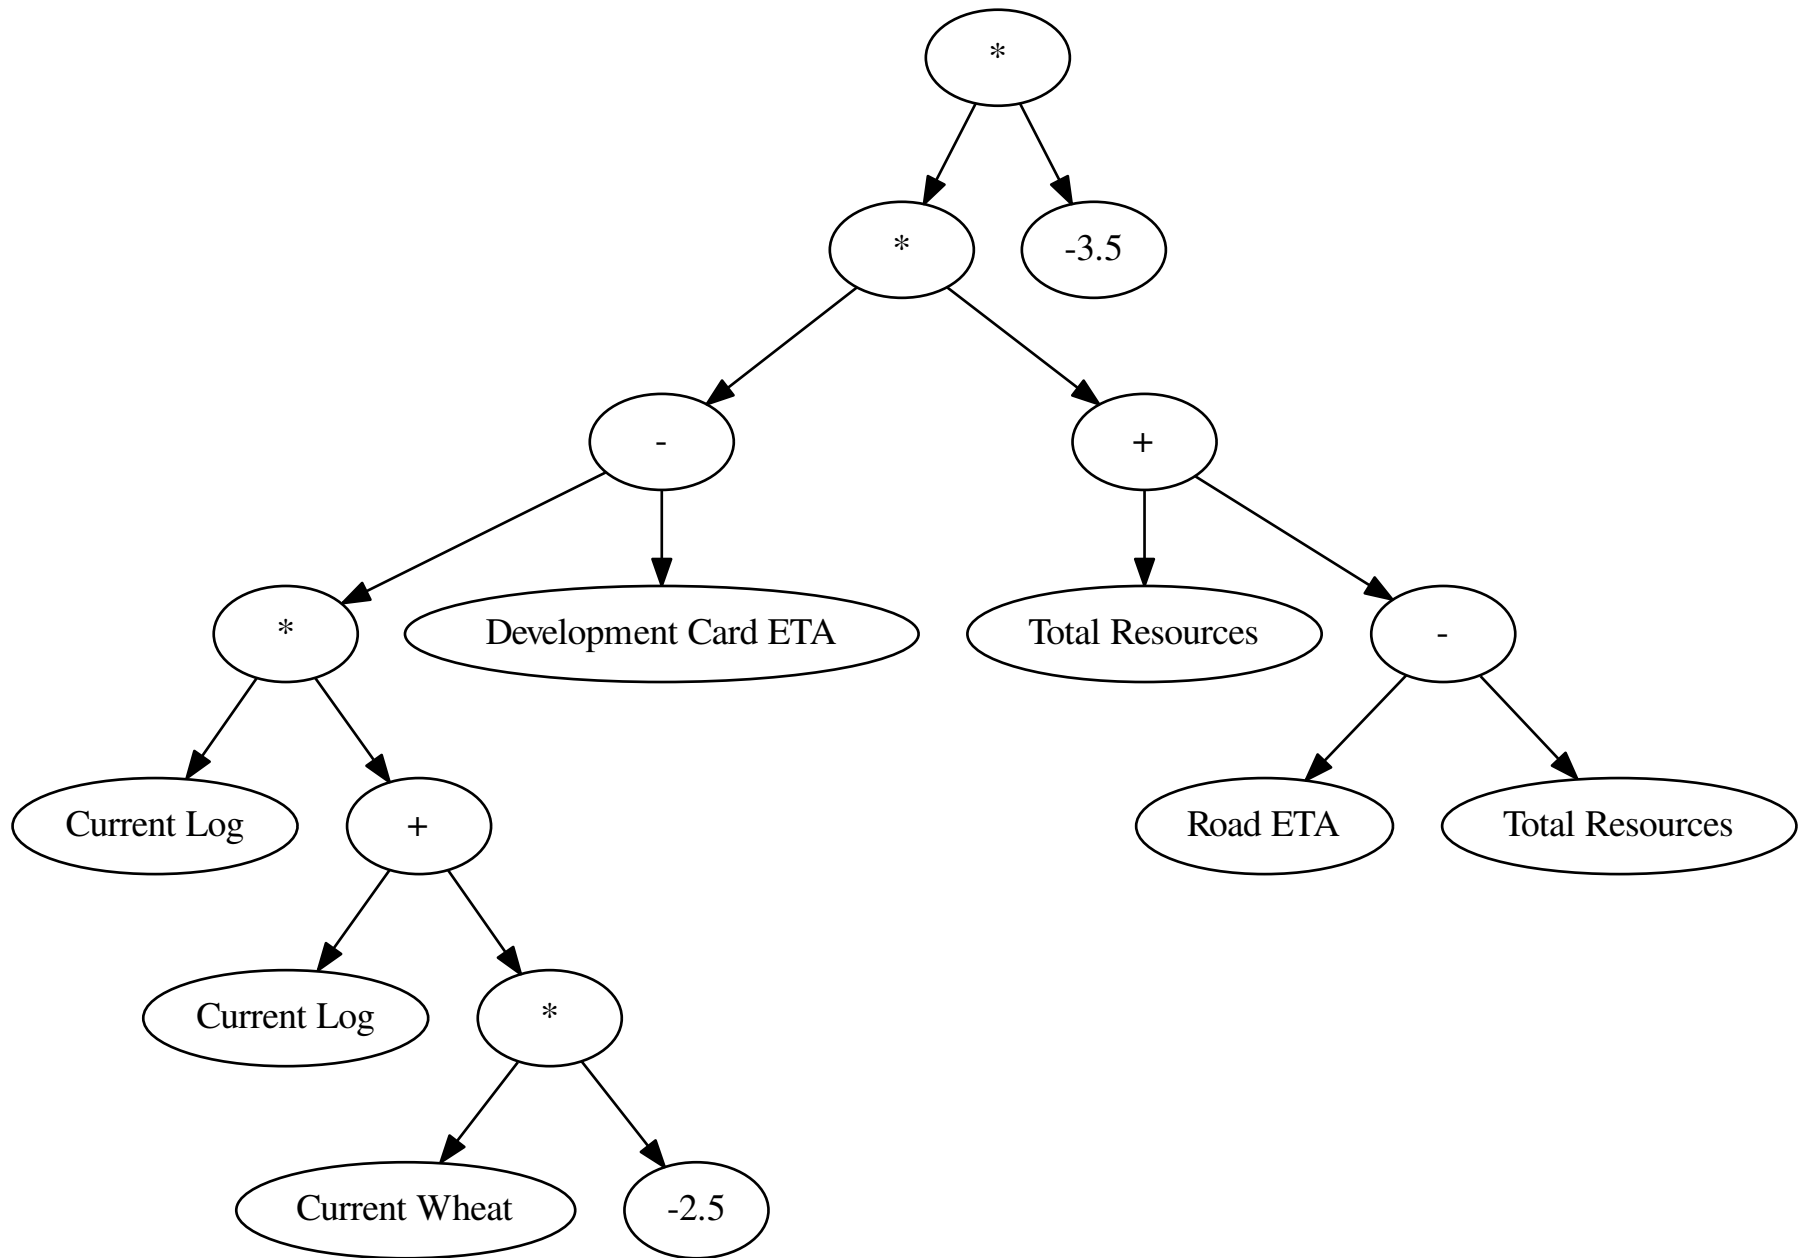 *
*
-3.5
-
+
*
Development Card ETA
Total Resources
-
Current Log
+
Road ETA
Total Resources
Current Log
*
Current Wheat
-2.5